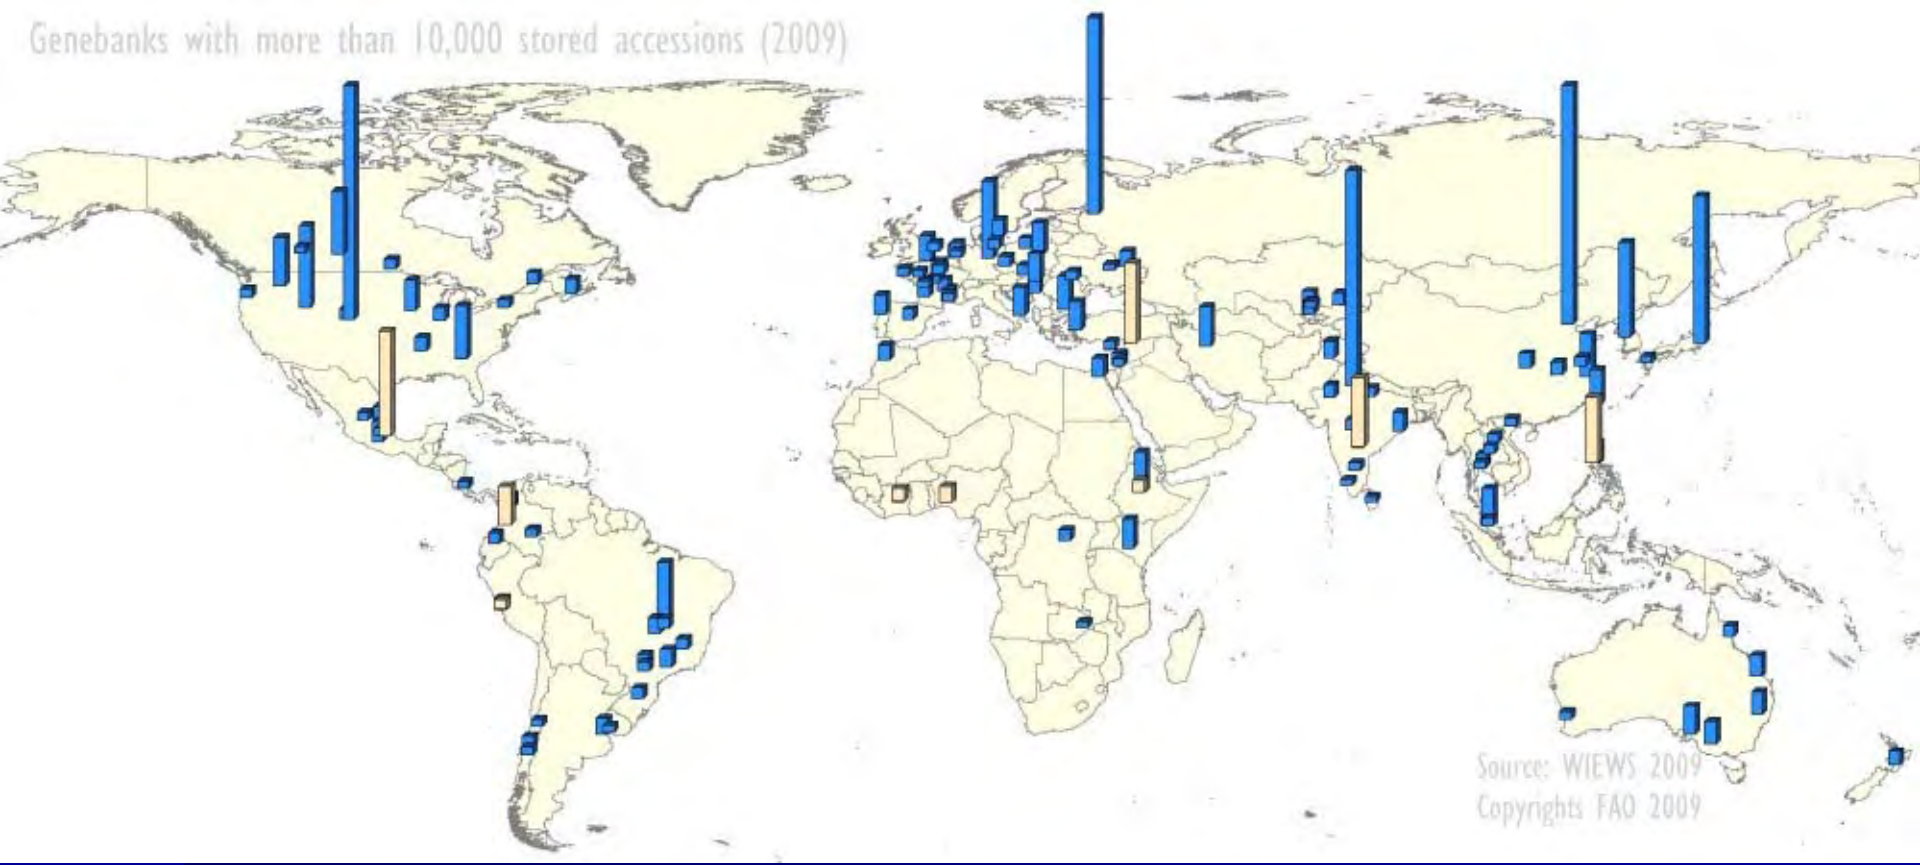 Genebanks with more than 10,000 stored accessions (2009)
Source: WIEWS 2009
Copyrights FAO 2009